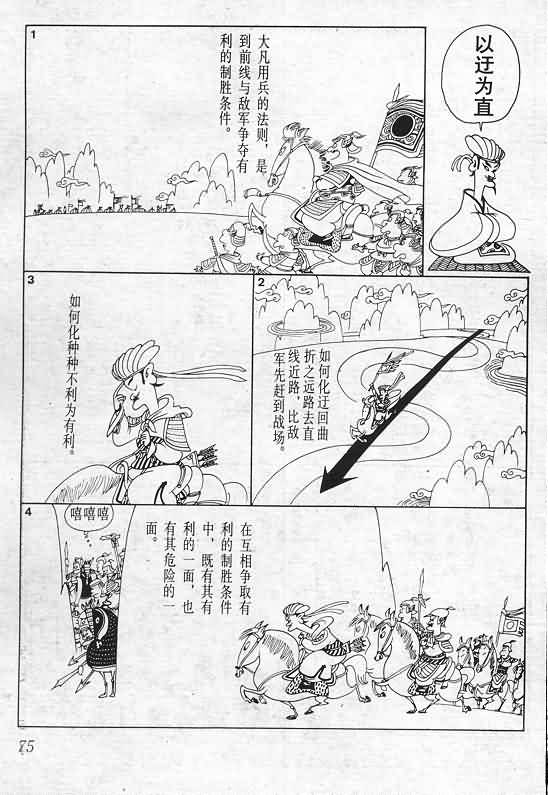 以迂为直
1
大凡用兵的法则，是
到前线与敌军争夺有
利的制胜条件。
2
如何化迂回曲
折之远路去直
线近路，比敌
军先赶到战场。
3
如何化种种不利为有利。
4
在互相争取有
利的制胜条件
中，既有其有
利的一面，也
有其危险的一
面。
嘻嘻嘻
75